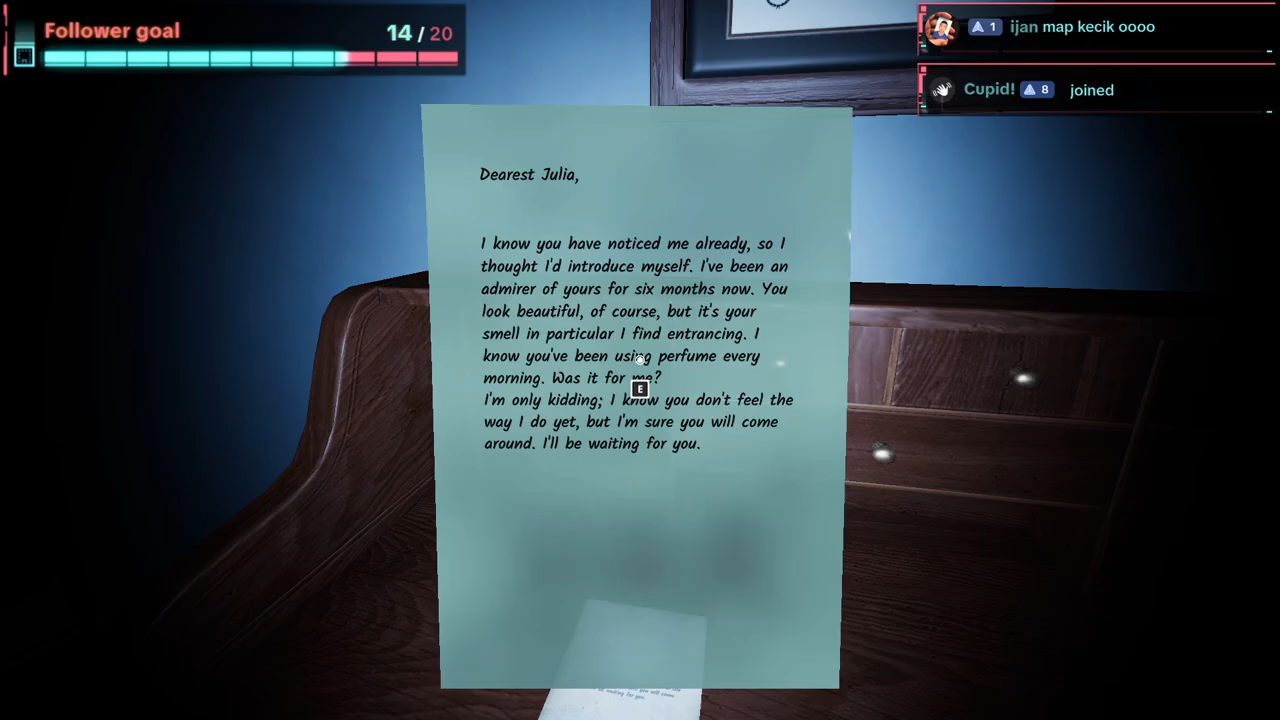 Follower goal
14 / 20
1 ijan map kecik oooo
Cupid! 8 joined
Dearest Julia,
I know you have noticed me already, so I
thought I'd introduce myself. I've been an
admirer of yours for six months now. You
look beautiful, of course, but it's your
smell in particular I find entrancing. I
know you've been using perfume every
morning. Was it for me?
E
I'm only kidding; I know you don't feel the
way I do yet, but I'm sure you will come
around. I'll be waiting for you.